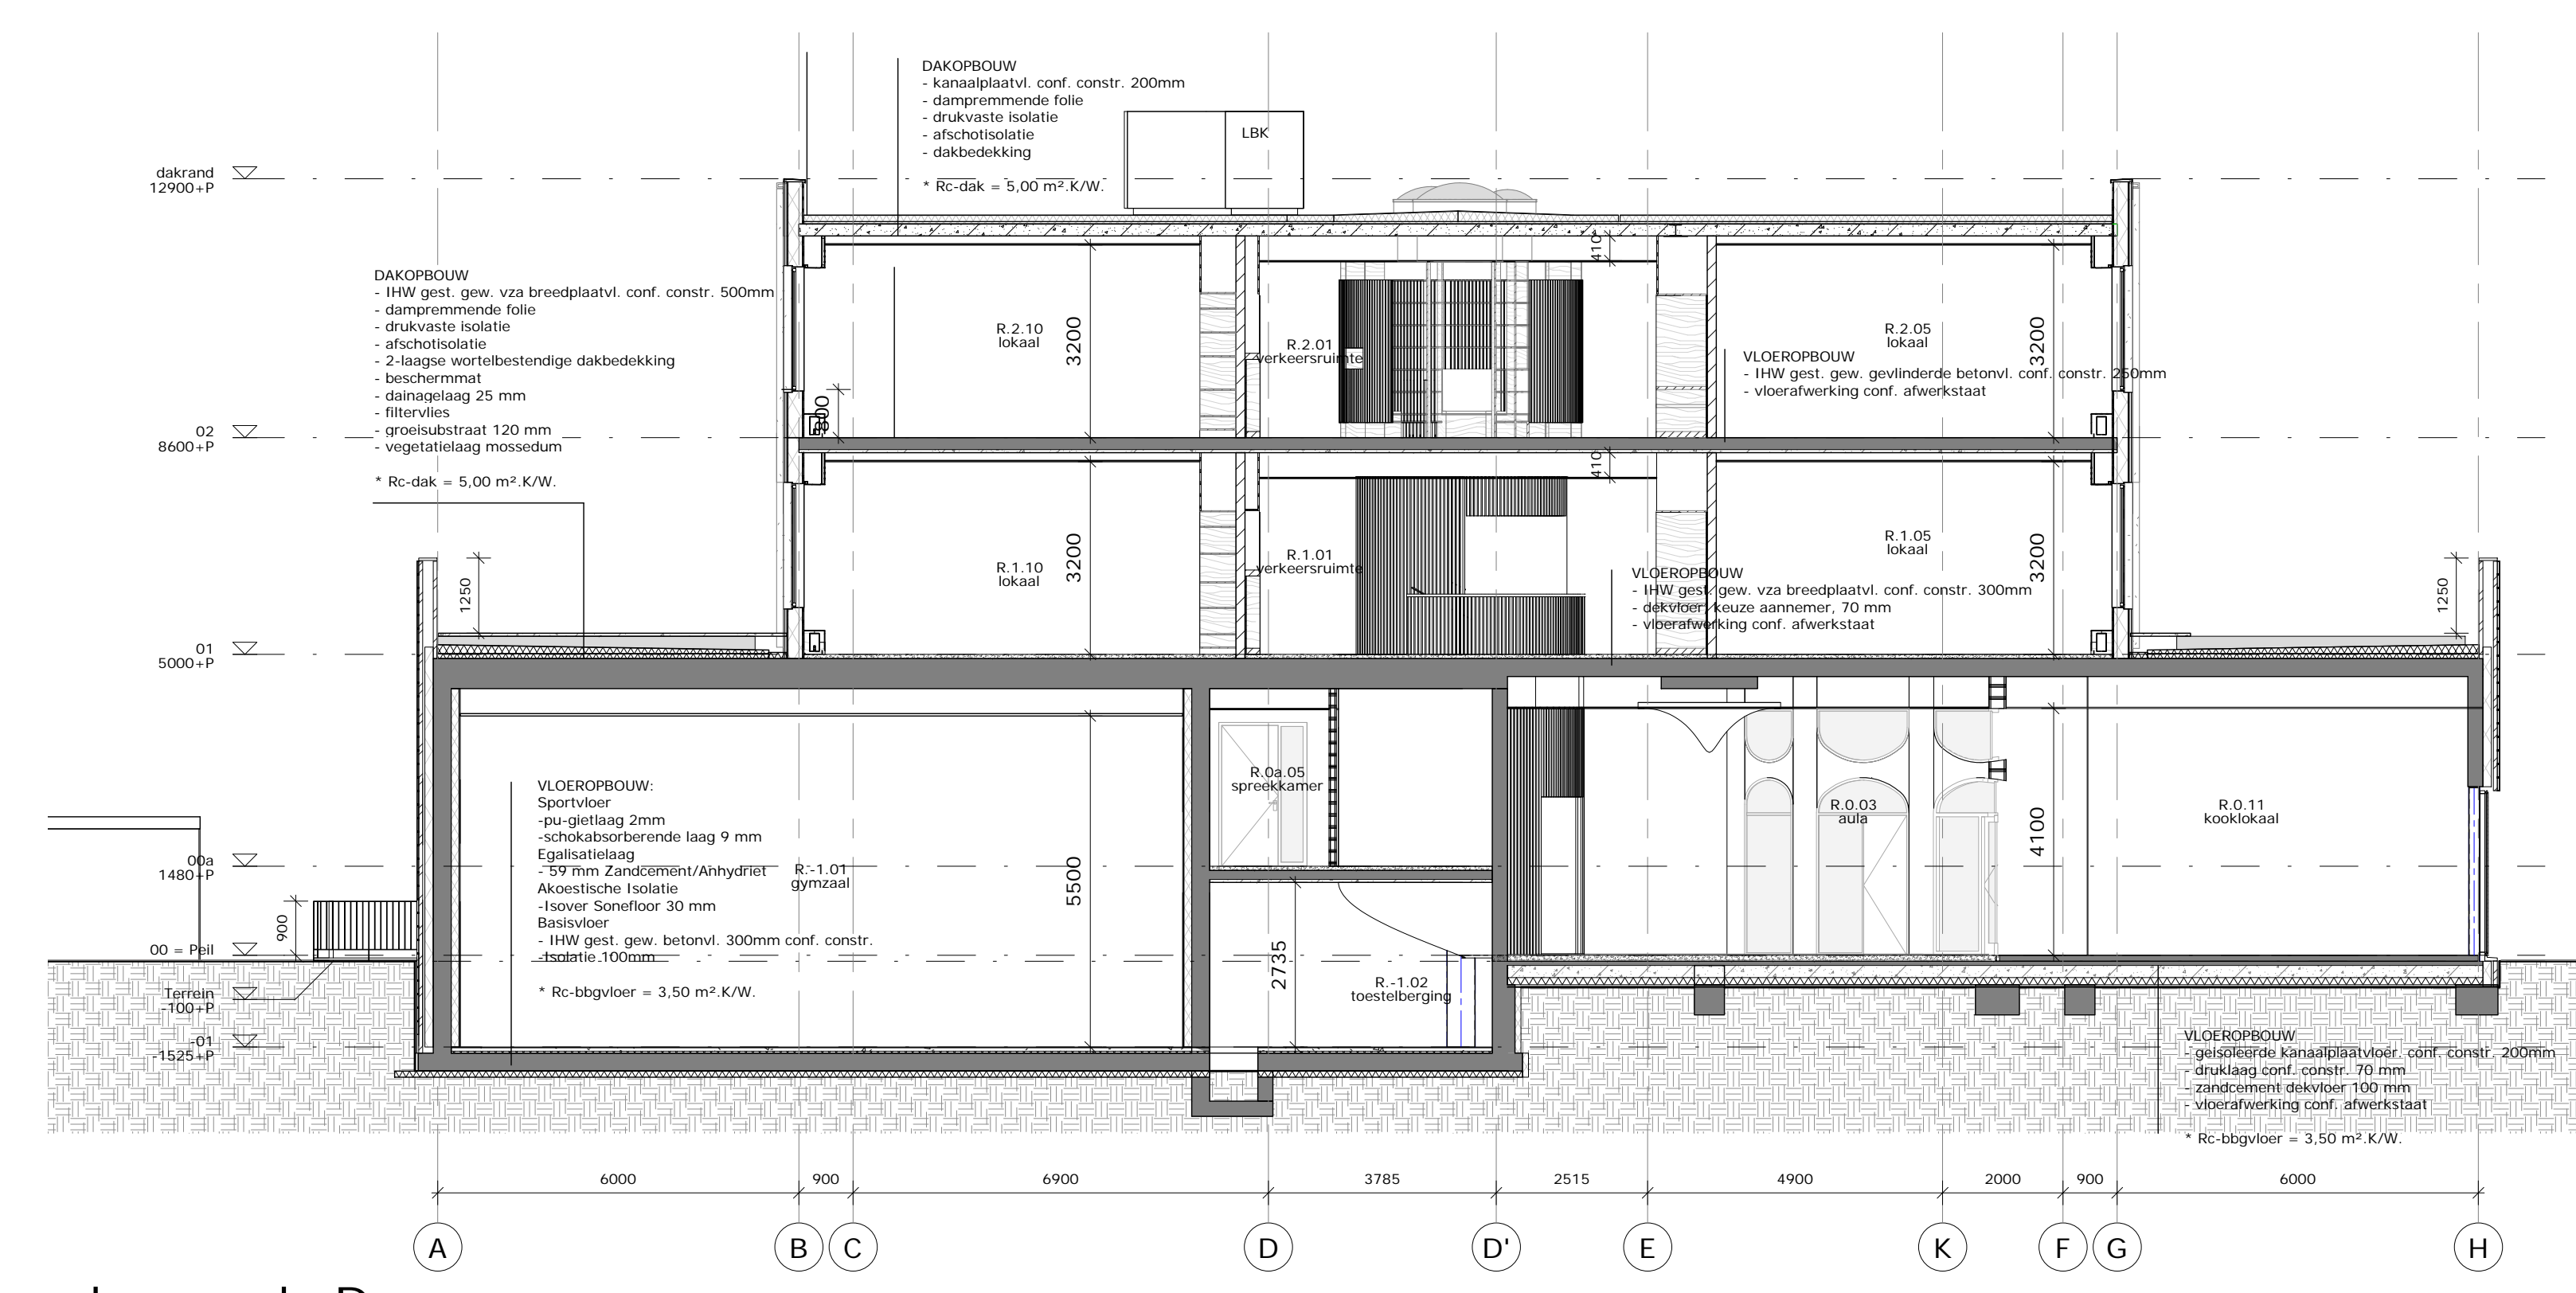 DAKOPBOUW
- kanaalplaatvl. conf. constr. 200mm
- dampremmende folie
- drukvaste isolatie
- afschotisolatie
- dakbedekking
* Rc-dak = 5,00 m².K/W.
LBK
dakrand
12900+P
DAKOPBOUW
- IHW gest. gew. vza breedplaatvl. conf. constr. 500mm
- dampremmende folie
- drukvaste isolatie
- afschotisolatie
- 2-laagse wortelbestendige dakbedekking
- beschermmat
- dainagelaag 25 mm
- filtervlies
- groeisubstraat 120 mm
- vegetatielaag mossedum
* Rc-dak = 5,00 m².K/W.
02
8600+P
R.2.10
lokaal
3200
R.2.01
verkeersruimte
410
R.2.05
lokaal
3200
VLOEROPBOUW
- IHW gest. gew. gevlinderde betonvl. conf. constr. 250mm
- vloerafwerking conf. afwerkstaat
01
5000+P
1250
R.1.10
lokaal
3200
R.1.01
verkeersruimte
410
R.1.05
lokaal
3200
1250
VLOEROPBOUW
- IHW gest. gew. vza breedplaatvl. conf. constr. 300mm
- dekvloer, keuze aannemer, 70 mm
- vloerafwerking conf. afwerkstaat
VLOEROPBOUW:
Sportvloer
-pu-gietlaag 2mm
-schokabsorberende laag 9 mm
Egalisatielaag
- 59 mm Zandcement/Anhydriet
Akoestische Isolatie
-Isover Sonefloor 30 mm
Basisvloer
- IHW gest. gew. betonvl. 300mm conf. constr.
-Isolatie 100mm
* Rc-bbgvloer = 3,50 m².K/W.
R.-1.01
gymzaal
5500
R.0a.05
spreekkamer
R.0.03
aula
4100
R.0.11
kooklokaal
00a
1480+P
900
00 = Peil
Terrein
-100+P
-01
-1525+P
2735
R.-1.02
toestelberging
VLOEROPBOUW
- geisoleerde kanaalplaatvloer. conf. constr. 200mm
- druklaag conf. constr. 70 mm
- zandcement dekvloer 100 mm
- vloerafwerking conf. afwerkstaat
* Rc-bbgvloer = 3,50 m².K/W.
6000 900 6900 3785 2515 4900 2000 900 6000
A B C D D' E K F G H